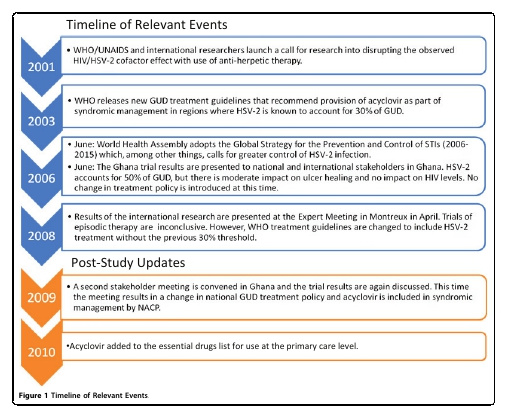 Timeline of Relevant Events
2001
• WHO/UNAIDS and international researchers launch a call for research into disrupting the observed
HIV/HSV-2 cofactor effect with use of anti-herpetic therapy.
2003
• WHO releases new GUD treatment guidelines that recommend provision of acyclovir as part of
syndromic management in regions where HSV-2 is known to account for 30% of GUD.
2006
• June: World Health Assembly adopts the Global Strategy for the Prevention and Control of STIs (2006-
2015) which, among other things, calls for greater control of HSV-2 infection.
• June: The Ghana trial results are presented to national and international stakeholders in Ghana. HSV-2
accounts for 50% of GUD, but there is moderate impact on ulcer healing and no impact on HIV levels. No
change in treatment policy is introduced at this time.
2008
• Results of the international research are presented at the Expert Meeting in Montreux in April. Trials of
episodic therapy are inconclusive. However, WHO treatment guidelines are changed to include HSV-2
treatment without the previous 30% threshold.
Post-Study Updates
2009
• A second stakeholder meeting is convened in Ghana and the trial results are again discussed. This time
the meeting results in a change in national GUD treatment policy and acyclovir is included in syndromic
management by NACP.
2010
•Acyclovir added to the essential drugs list for use at the primary care level.
Figure 1 Timeline of Relevant Events